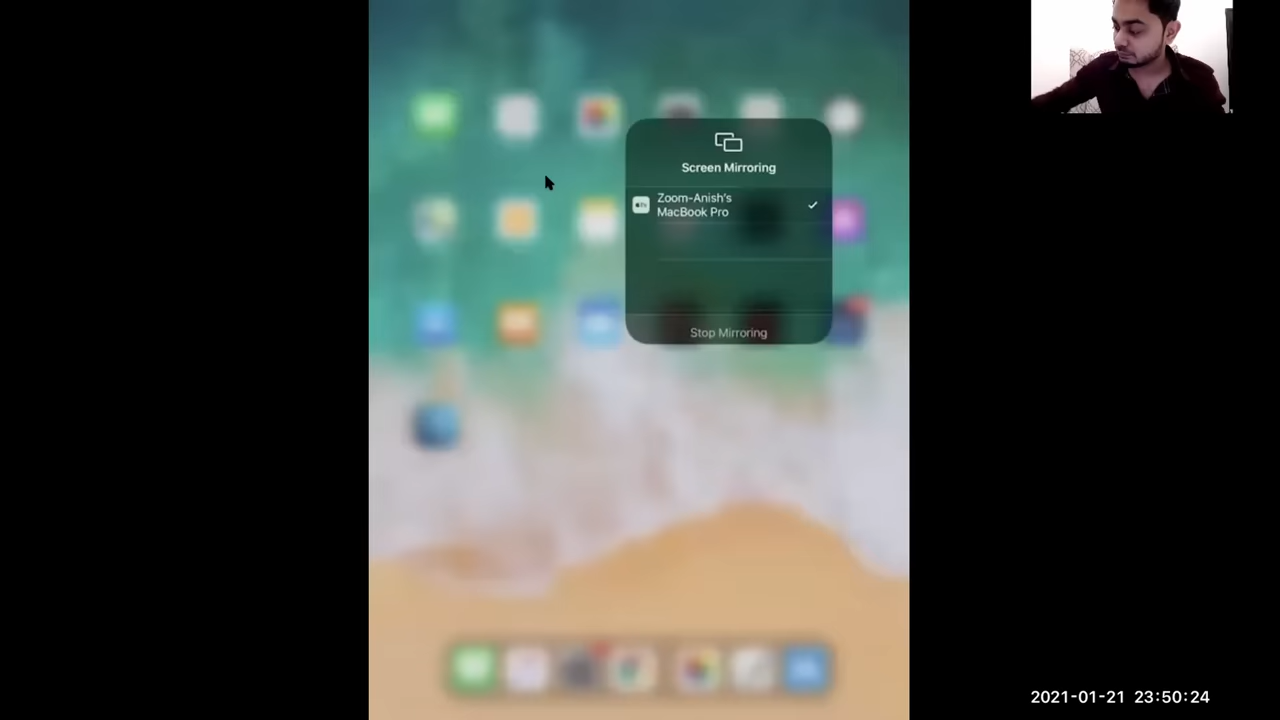 Screen Mirroring
Zoom-Anish's
MacBook Pro
Stop Mirroring
2021-01-21 23:50:24